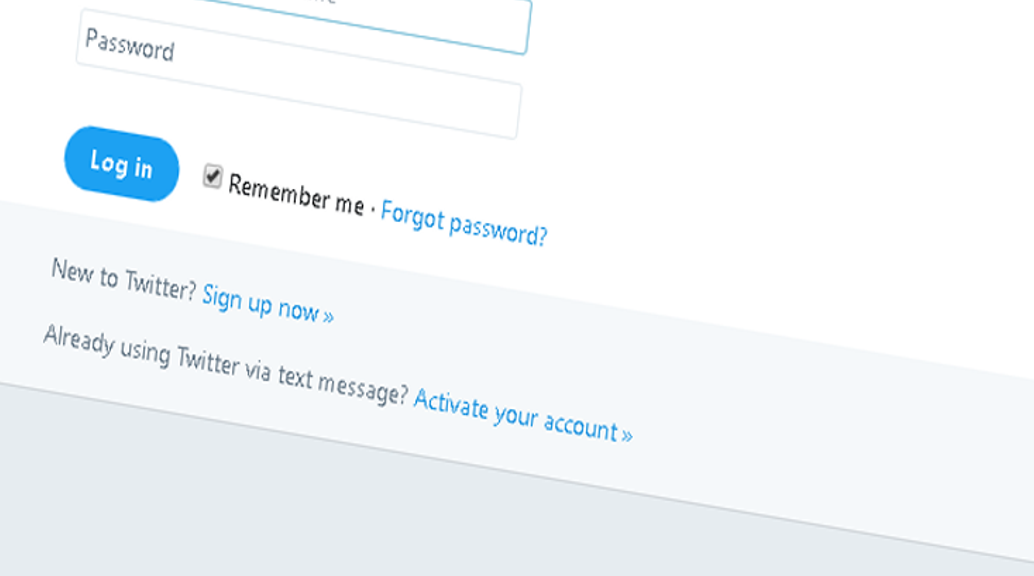 Password
Log in
Remember me · Forgot password?
New to Twitter? Sign up now »
Already using Twitter via text message? Activate your account »